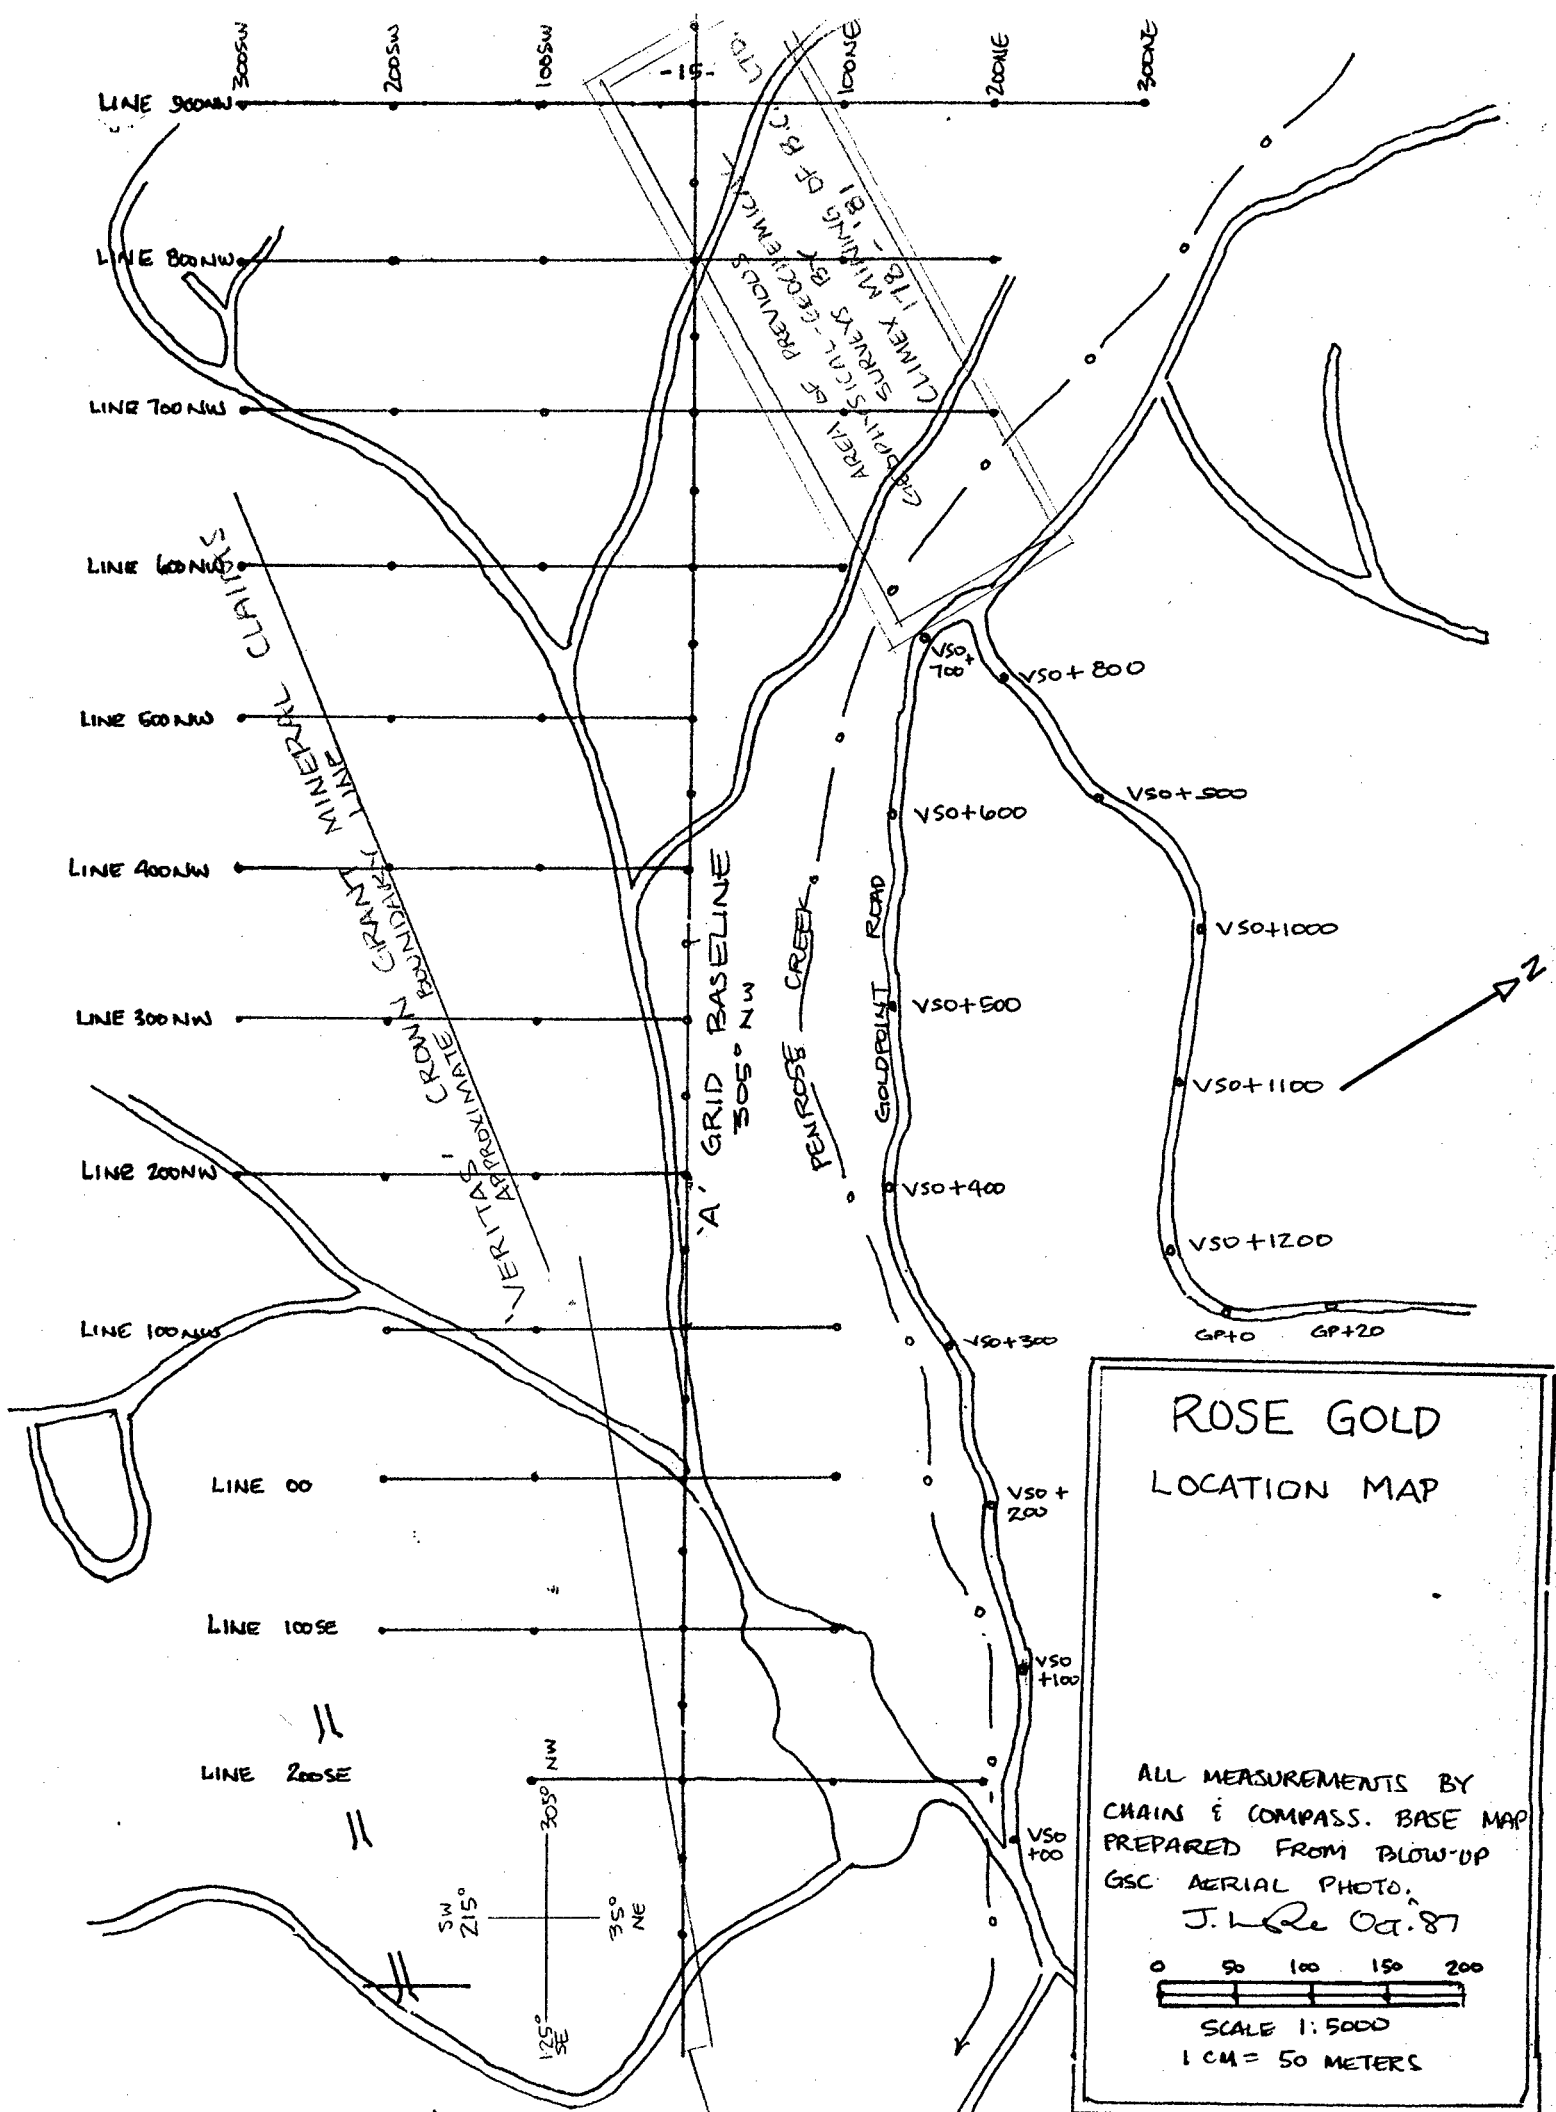 300SW
200SW
100SW
-15-
100NE
200NE
300NE
LINE 900NW
LINE 800NW
LINE 700NW
LINE 600NW
LINE 500NW
LINE 400NW
LINE 300NW
LINE 200NW
LINE 100NW
LINE 00
LINE 100SE
LINE 200SE
AREA OF PREVIOUS
GEOPHYSICAL-GEOCHEMICAL
SURVEYS BY
CLIMEX MINING OF B.C. LTD.
'78 - '81
'VERITAS' CROWN GRANT MINERAL CLAIMS
APPROXIMATE BOUNDARY LINE
'A' GRID BASELINE
305° NW
PENROSE CREEK
GOLDPOINT ROAD
VSO+
700
VSO+800
VSO+600
VSO+900
VSO+1000
VSO+500
VSO+1100
VSO+400
VSO+1200
VSO+300
GP+0
GP+20
VSO+
200
VSO
+100
VSO
+00
N
305° NW
SW
215°
35°
NE
125°
SE
ROSE GOLD
LOCATION MAP
ALL MEASUREMENTS BY
CHAIN & COMPASS. BASE MAP
PREPARED FROM BLOW-UP
GSC AERIAL PHOTO.
OCT. 87
0 50 100 150 200
SCALE 1:5000
1 CM = 50 METERS